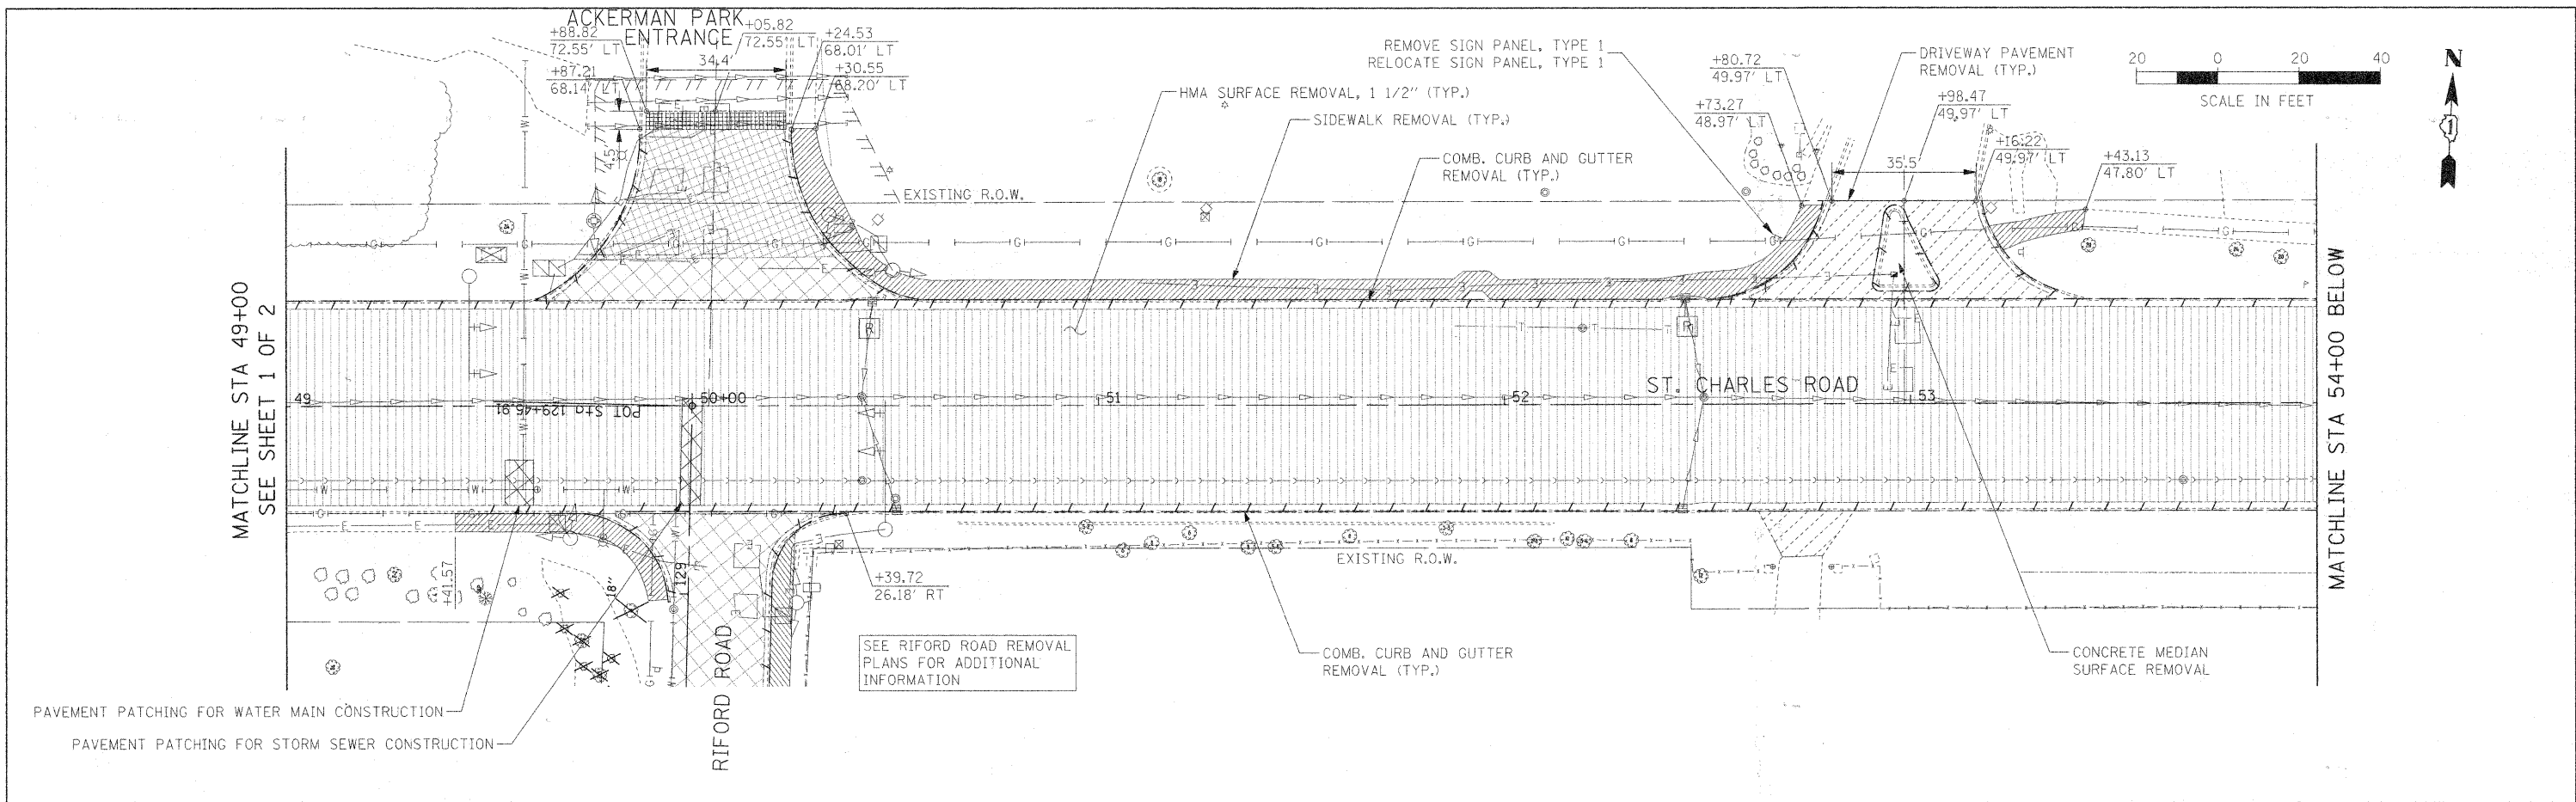 ACKERMAN PARK
ENTRANCE
+88.82
72.55' LT
+05.82
72.55' LT
+24.53
68.01' LT
+87.21
68.14' LT
34.4'
+30.55
68.20' LT
4.5'
HMA SURFACE REMOVAL, 1 1/2" (TYP.)
SIDEWALK REMOVAL (TYP.)
COMB. CURB AND GUTTER
REMOVAL (TYP.)
REMOVE SIGN PANEL, TYPE 1
RELOCATE SIGN PANEL, TYPE 1
+80.72
49.97' LT
+73.27
48.97' LT
DRIVEWAY PAVEMENT
REMOVAL (TYP.)
+98.47
49.97' LT
35.5
+16.22
49.97' LT
+43.13
47.80' LT
20 0 20 40
SCALE IN FEET
N
EXISTING R.O.W.
MATCHLINE STA 49+00
SEE SHEET 1 OF 2
49
POT Sta 129+45.91
50+00
51
52
ST. CHARLES ROAD
53
MATCHLINE STA 54+00 BELOW
+41.57
18"
129
RIFORD ROAD
+39.72
26.18' RT
EXISTING R.O.W.
SEE RIFORD ROAD REMOVAL
PLANS FOR ADDITIONAL
INFORMATION
COMB. CURB AND GUTTER
REMOVAL (TYP.)
CONCRETE MEDIAN
SURFACE REMOVAL
PAVEMENT PATCHING FOR WATER MAIN CONSTRUCTION
PAVEMENT PATCHING FOR STORM SEWER CONSTRUCTION